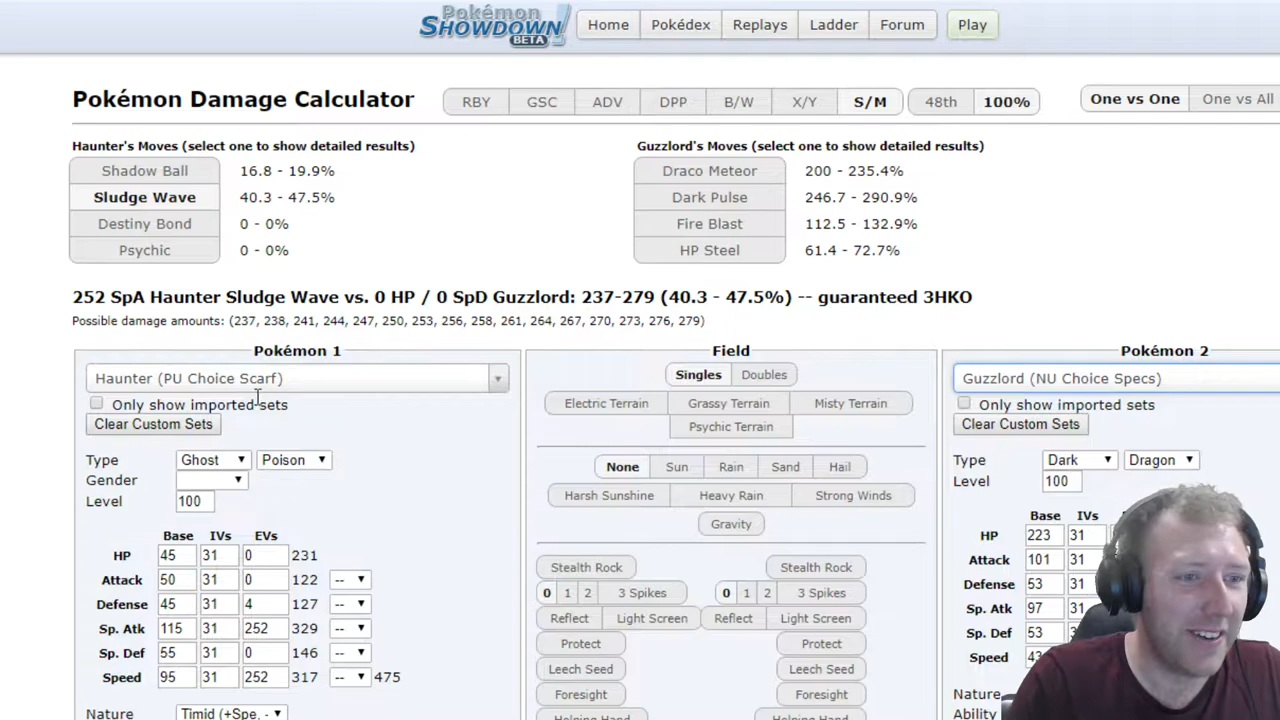 Pokémon
SHOWDOWN!
BETA
Home Pokédex Replays Ladder Forum Play
Pokémon Damage Calculator RBY GSC ADV DPP B/W X/Y S/M 48th 100% One vs One One vs All
Haunter's Moves (select one to show detailed results) Guzzlord's Moves (select one to show detailed results)
Shadow Ball 16.8 - 19.9% Draco Meteor 200 - 235.4%
Sludge Wave 40.3 - 47.5% Dark Pulse 246.7 - 290.9%
Destiny Bond 0 - 0% Fire Blast 112.5 - 132.9%
Psychic 0 - 0% HP Steel 61.4 - 72.7%
252 SpA Haunter Sludge Wave vs. 0 HP / 0 SpD Guzzlord: 237-279 (40.3 - 47.5%) -- guaranteed 3HKO
Possible damage amounts: (237, 238, 241, 244, 247, 250, 253, 256, 258, 261, 264, 267, 270, 273, 276, 279)
Pokémon 1 Field Pokémon 2
Haunter (PU Choice Scarf) Singles Doubles Guzzlord (NU Choice Specs)
Only show imported sets Electric Terrain Grassy Terrain Misty Terrain Only show imported sets
Clear Custom Sets Psychic Terrain Clear Custom Sets
Type Ghost Poison None Sun Rain Sand Hail Type Dark Dragon
Gender Level 100
Level 100 Harsh Sunshine Heavy Rain Strong Winds
Gravity
Base IVs EVs Base IVs
HP 45 31 0 231 HP 223 31
Attack 50 31 0 122 -- Attack 101 31
Defense 45 31 4 127 -- Defense 53 31
Sp. Atk 115 31 252 329 -- Sp. Atk 97 31
Sp. Def 55 31 0 146 -- Sp. Def 53
Speed 95 31 252 317 -- 475 Speed
Stealth Rock Stealth Rock
0 1 2 3 Spikes 0 1 2 3 Spikes
Reflect Light Screen Reflect Light Screen
Protect Protect
Leech Seed Leech Seed
Foresight Foresight
Helping Hand Helping Hand
Nature Timid (+Spe, - Nature
Ability